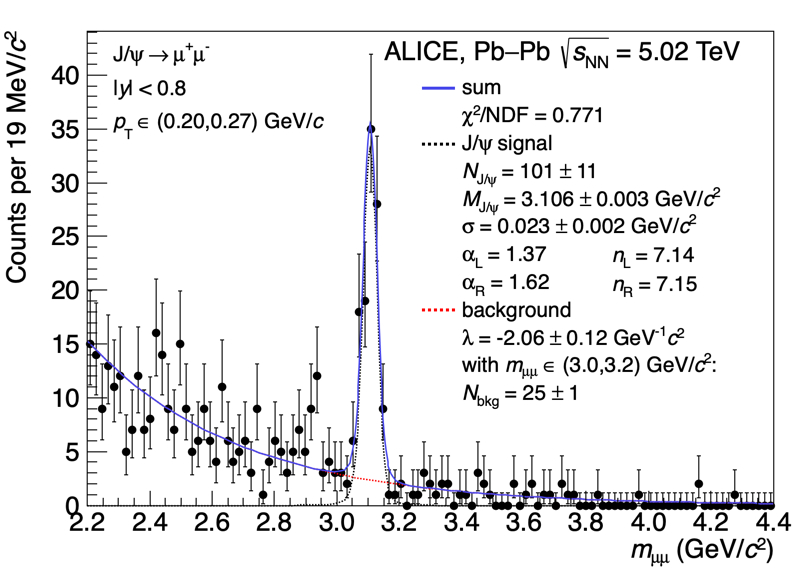 J/ψ → μ⁺μ⁻
|y| < 0.8
p_T ∈ (0.20,0.27) GeV/c
ALICE, Pb–Pb √s_NN = 5.02 TeV
sum
χ²/NDF = 0.771
J/ψ signal
N_J/ψ = 101 ± 11
M_J/ψ = 3.106 ± 0.003 GeV/c²
σ = 0.023 ± 0.002 GeV/c²
α_L = 1.37 n_L = 7.14
α_R = 1.62 n_R = 7.15
background
λ = -2.06 ± 0.12 GeV⁻¹c²
with m_μμ ∈ (3.0,3.2) GeV/c²:
N_bkg = 25 ± 1
Counts per 19 MeV/c²
40
35
30
25
20
15
10
5
0
2.2 2.4 2.6 2.8 3.0 3.2 3.4 3.6 3.8 4.0 4.2 4.4
m_μμ (GeV/c²)